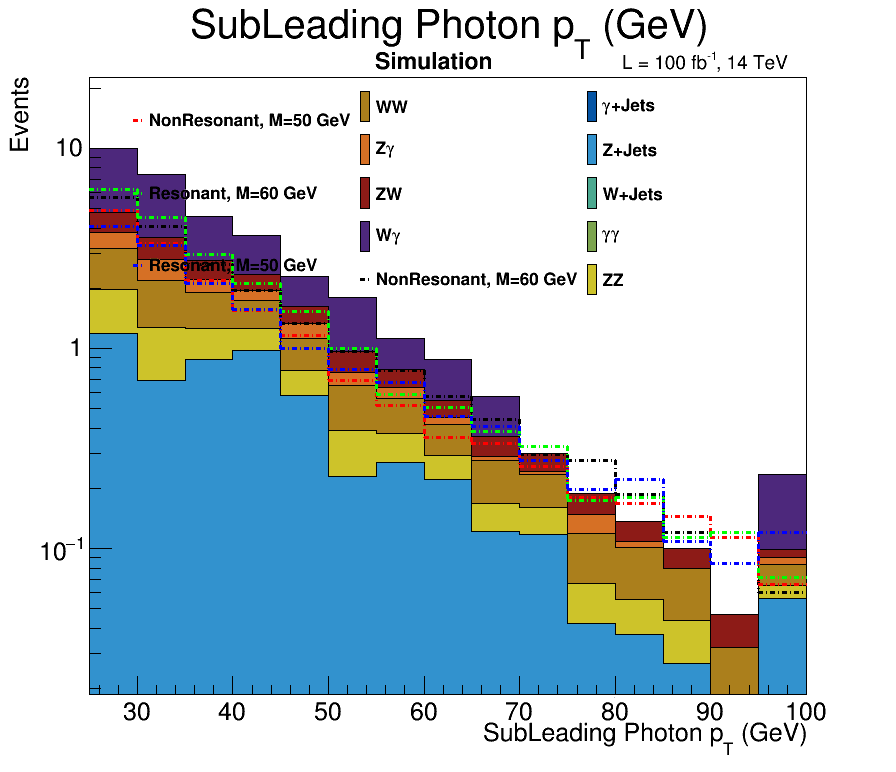 SubLeading Photon p_T (GeV)
Simulation
L = 100 fb⁻¹, 14 TeV
Events
NonResonant, M=50 GeV
Resonant, M=60 GeV
Resonant, M=50 GeV
WW
Zγ
ZW
Wγ
NonResonant, M=60 GeV
γ+Jets
Z+Jets
W+Jets
γγ
ZZ
10
1
10⁻¹
30 40 50 60 70 80 90 100
SubLeading Photon p_T (GeV)